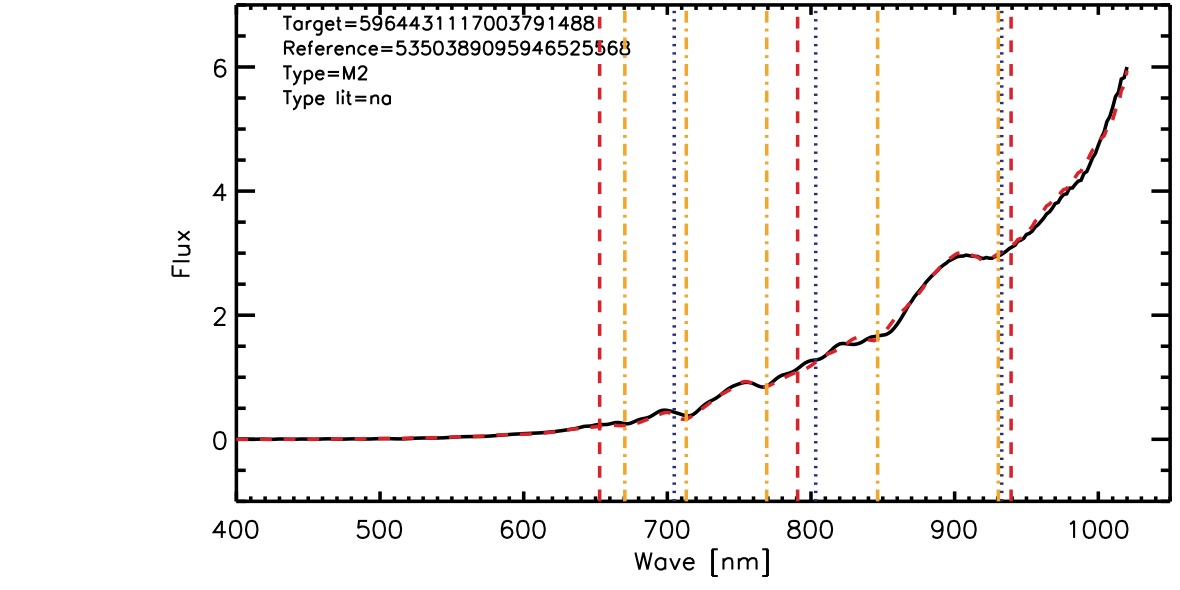 Target=5964431117003791488
Reference=5350389095946525568
Type=M2
Type lit=na
6
4
2
0
Flux
400 500 600 700 800 900 1000
Wave [nm]